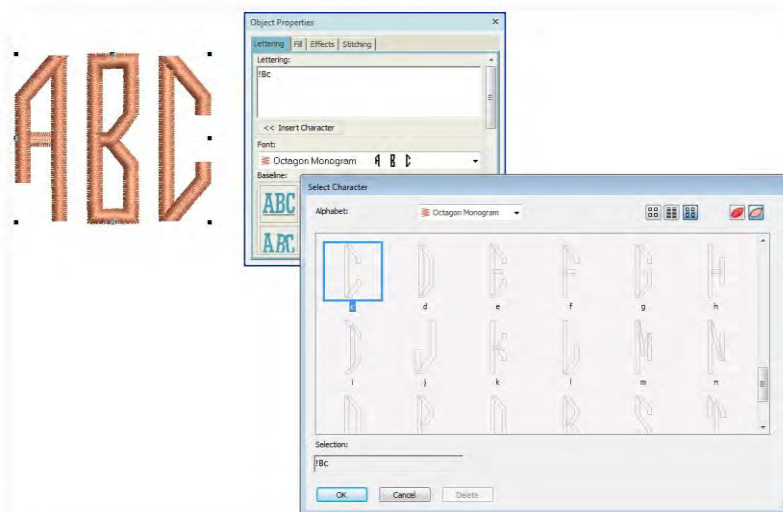 ABC
Object Properties
Lettering Fill Effects Stitching
Lettering:
!Bc
<< Insert Character
Font:
Octagon Monogram A B C
Baseline:
ABC
ABC
Select Character
Alphabet: Octagon Monogram
c d e f g h
i j k l m n
Selection:
!Bc
OK Cancel Delete